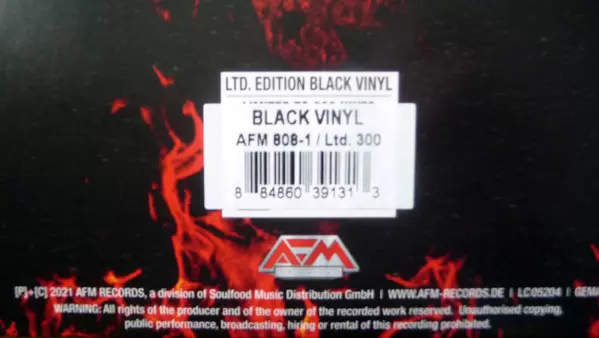 LTD. EDITION BLACK VINYL
BLACK VINYL
AFM 808-1 / Ltd. 300
8 84860 39131 3
AFM
[P]+[C] 2021 AFM RECORDS, a division of Soulfood Music Distribution GmbH I WWW.AFM-RECORDS.DE I LC 05204 I GEMA
WARNING: All rights of the producer and of the owner of the recorded work reserved. Unauthorised copying,
public performance, broadcasting, hiring or rental of this recording prohibited.